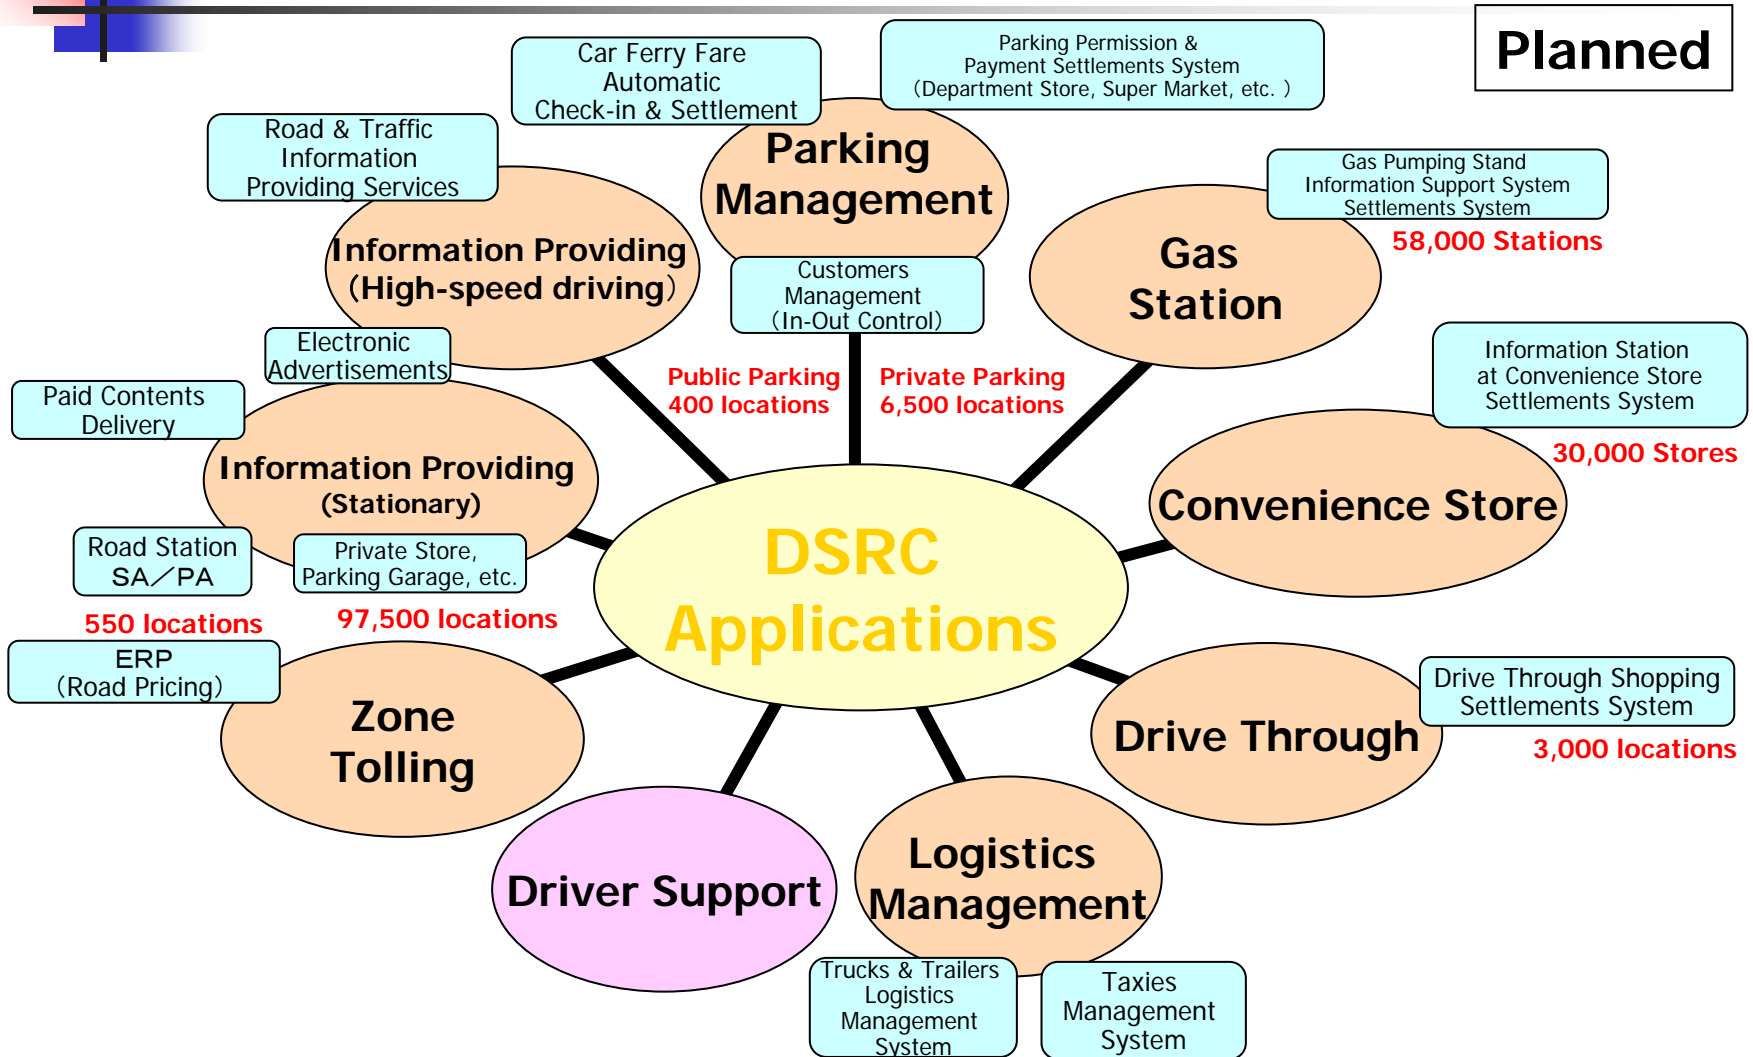 Planned
Car Ferry Fare
Automatic
Check-in & Settlement
Parking Permission &
Payment Settlements System
（Department Store, Super Market, etc. ）
Parking
Management
Customers
Management
（In-Out Control）
Public Parking
400 locations
Private Parking
6,500 locations
Road & Traffic
Information
Providing Services
Information Providing
（High-speed driving）
Gas Pumping Stand
Information Support System
Settlements System
58,000 Stations
Gas
Station
Electronic
Advertisements
Paid Contents
Delivery
Information Providing
(Stationary)
Road Station
SA／PA
550 locations
Private Store,
Parking Garage, etc.
97,500 locations
Information Station
at Convenience Store
Settlements System
30,000 Stores
Convenience Store
DSRC
Applications
ERP
（Road Pricing）
Zone
Tolling
Drive Through Shopping
Settlements System
3,000 locations
Drive Through
Driver Support
Logistics
Management
Trucks & Trailers
Logistics
Management
System
Taxies
Management
System